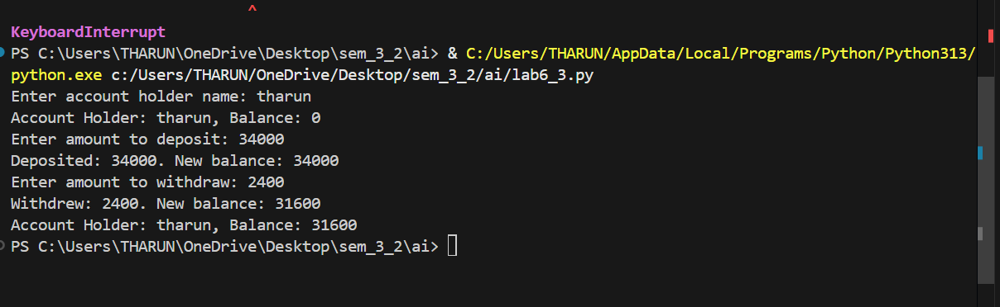 ^
KeyboardInterrupt
PS C:\Users\THARUN\OneDrive\Desktop\sem_3_2\ai> & C:/Users/THARUN/AppData/Local/Programs/Python/Python313/
python.exe c:/Users/THARUN/OneDrive/Desktop/sem_3_2/ai/lab6_3.py
Enter account holder name: tharun
Account Holder: tharun, Balance: 0
Enter amount to deposit: 34000
Deposited: 34000. New balance: 34000
Enter amount to withdraw: 2400
Withdrew: 2400. New balance: 31600
Account Holder: tharun, Balance: 31600
PS C:\Users\THARUN\OneDrive\Desktop\sem_3_2\ai>